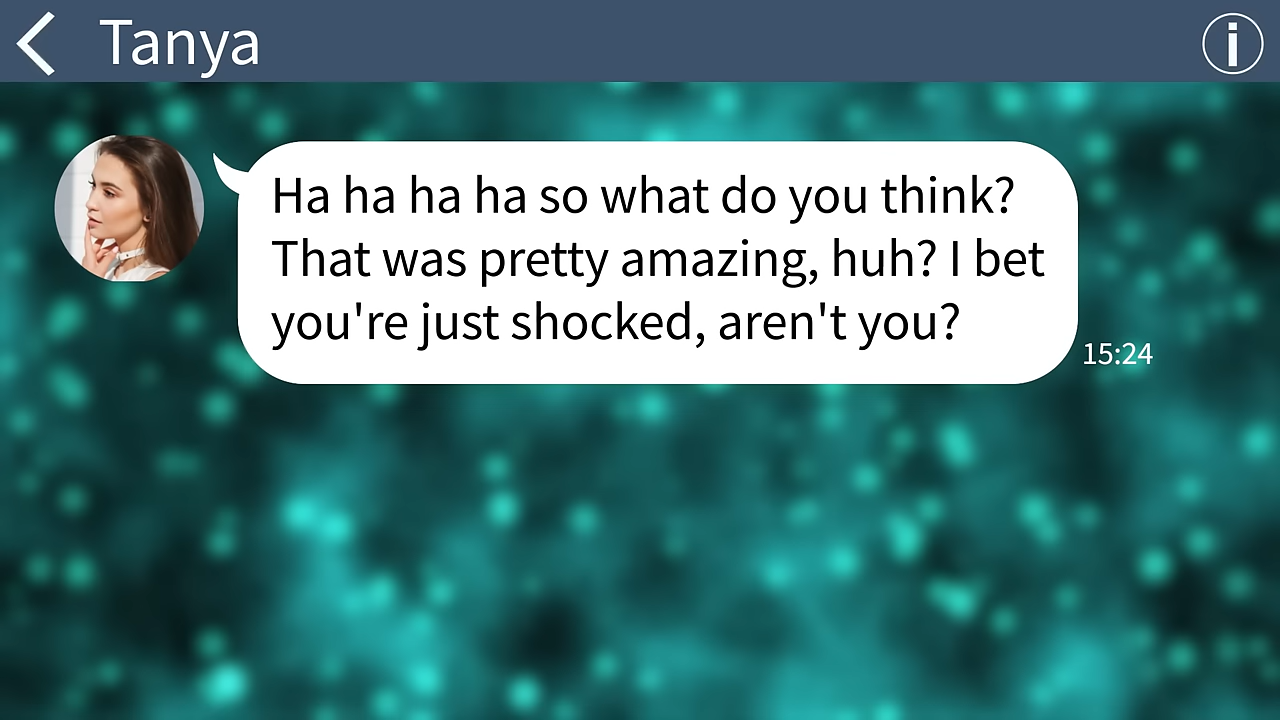 Tanya
Ha ha ha ha so what do you think?
That was pretty amazing, huh? I bet
you're just shocked, aren't you?
15:24